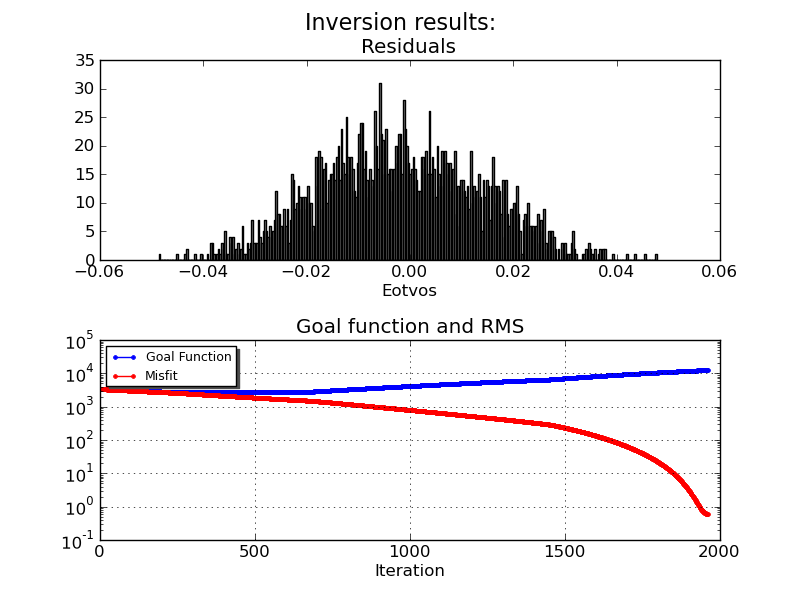 Inversion results:
Residuals
35
30
25
20
15
10
5
0
−0.06 −0.04 −0.02 0.00 0.02 0.04 0.06
Eotvos
Goal function and RMS
10^5
10^4
10^3
10^2
10^1
10^0
10^-1
Goal Function
Misfit
0 500 1000 1500 2000
Iteration